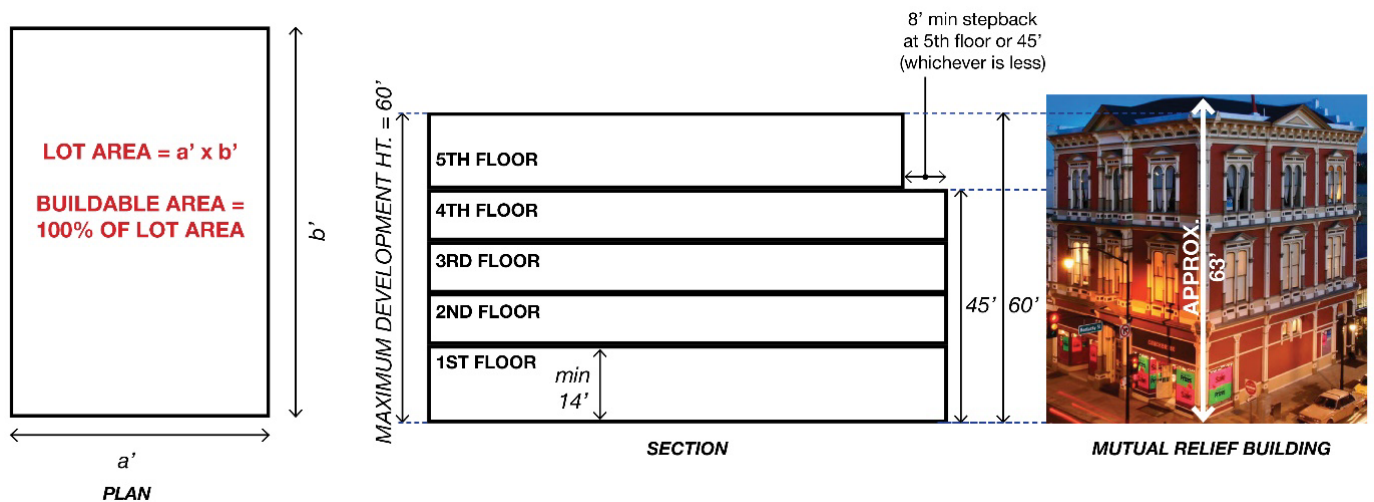 LOT AREA = a’ x b’
BUILDABLE AREA =
100% OF LOT AREA
b’
a’
PLAN
MAXIMUM DEVELOPMENT HT. = 60’
8’ min stepback
at 5th floor or 45’
(whichever is less)
5TH FLOOR
4TH FLOOR
3RD FLOOR
2ND FLOOR
1ST FLOOR
min
14’
45’
60’
SECTION
APPROX.
63’
MUTUAL RELIEF BUILDING